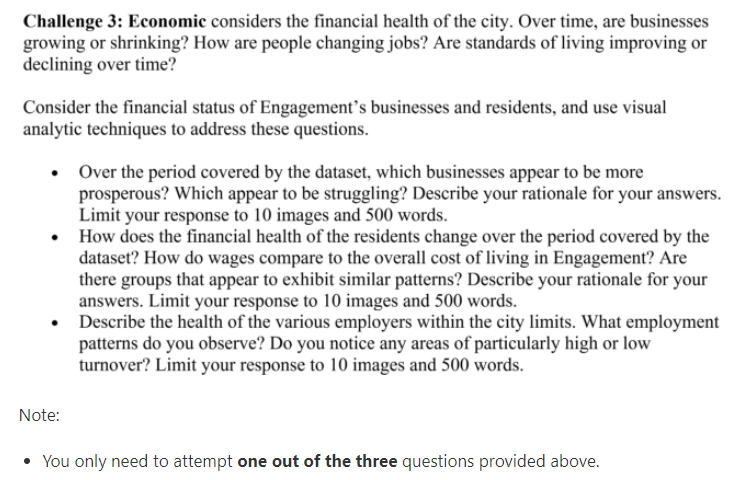 Challenge 3: Economic considers the financial health of the city. Over time, are businesses
growing or shrinking? How are people changing jobs? Are standards of living improving or
declining over time?
Consider the financial status of Engagement's businesses and residents, and use visual
analytic techniques to address these questions.
• Over the period covered by the dataset, which businesses appear to be more
prosperous? Which appear to be struggling? Describe your rationale for your answers.
Limit your response to 10 images and 500 words.
• How does the financial health of the residents change over the period covered by the
dataset? How do wages compare to the overall cost of living in Engagement? Are
there groups that appear to exhibit similar patterns? Describe your rationale for your
answers. Limit your response to 10 images and 500 words.
• Describe the health of the various employers within the city limits. What employment
patterns do you observe? Do you notice any areas of particularly high or low
turnover? Limit your response to 10 images and 500 words.
Note:
• You only need to attempt one out of the three questions provided above.